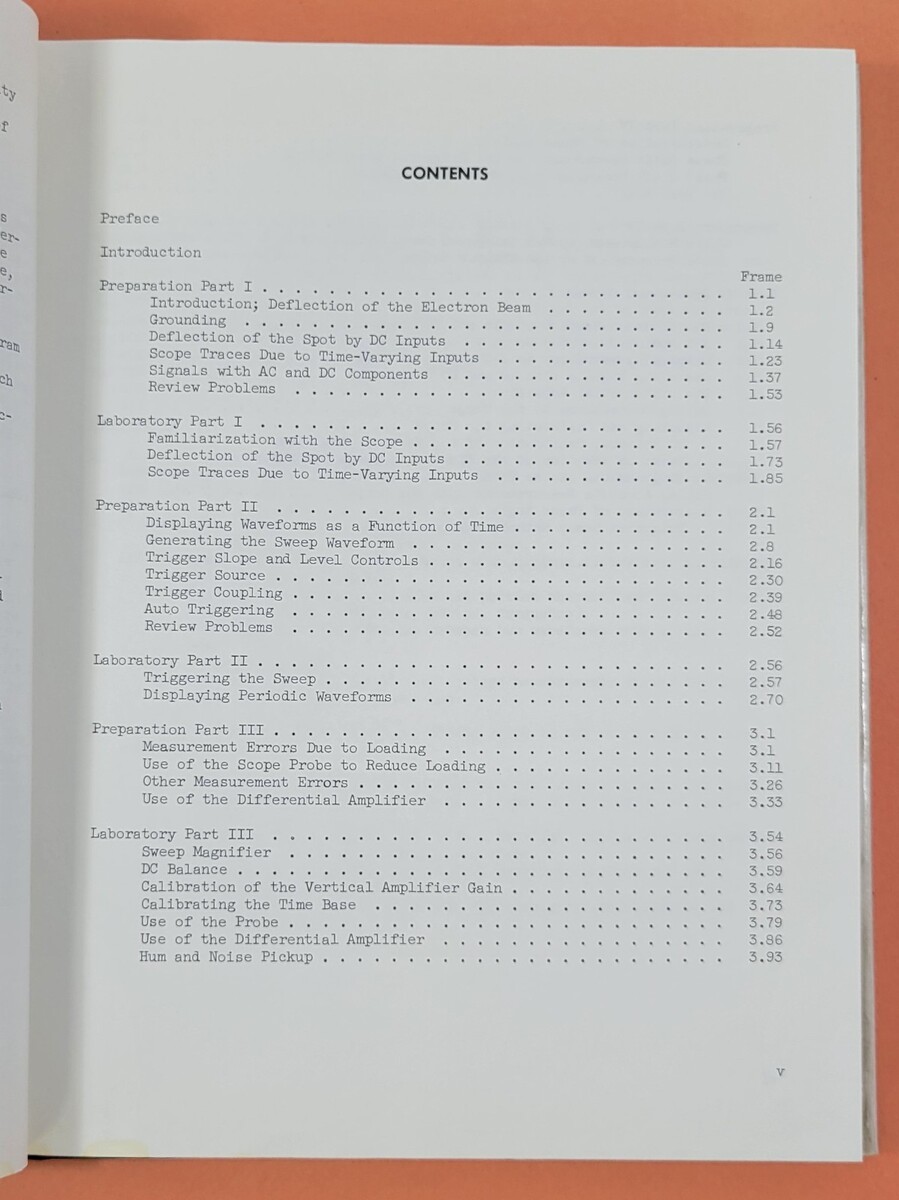 ty
f
s
er-
e
e,
r-
ram
ch
c-
CONTENTS
Preface
Introduction
Frame
Preparation Part I . . . . . . . . . . . . . . . . . . . . . . . . . . . . 1.1
Introduction; Deflection of the Electron Beam . . . . . . . . . . . 1.2
Grounding . . . . . . . . . . . . . . . . . . . . . . . . . . . . . 1.9
Deflection of the Spot by DC Inputs . . . . . . . . . . . . . . . . 1.14
Scope Traces Due to Time-Varying Inputs . . . . . . . . . . . . . . 1.23
Signals with AC and DC Components . . . . . . . . . . . . . . . . . 1.37
Review Problems . . . . . . . . . . . . . . . . . . . . . . . . . . 1.53
Laboratory Part I . . . . . . . . . . . . . . . . . . . . . . . . . . . . 1.56
Familiarization with the Scope . . . . . . . . . . . . . . . . . . . 1.57
Deflection of the Spot by DC Inputs . . . . . . . . . . . . . . . . 1.73
Scope Traces Due to Time-Varying Inputs . . . . . . . . . . . . . . 1.85
Preparation Part II . . . . . . . . . . . . . . . . . . . . . . . . . . . 2.1
Displaying Waveforms as a Function of Time . . . . . . . . . . . . . 2.1
Generating the Sweep Waveform . . . . . . . . . . . . . . . . . . . 2.8
Trigger Slope and Level Controls . . . . . . . . . . . . . . . . . . 2.16
Trigger Source . . . . . . . . . . . . . . . . . . . . . . . . . . . 2.30
Trigger Coupling . . . . . . . . . . . . . . . . . . . . . . . . . . 2.39
Auto Triggering . . . . . . . . . . . . . . . . . . . . . . . . . . 2.48
Review Problems . . . . . . . . . . . . . . . . . . . . . . . . . . 2.52
Laboratory Part II . . . . . . . . . . . . . . . . . . . . . . . . . . . . 2.56
Triggering the Sweep . . . . . . . . . . . . . . . . . . . . . . . . 2.57
Displaying Periodic Waveforms . . . . . . . . . . . . . . . . . . . 2.70
Preparation Part III . . . . . . . . . . . . . . . . . . . . . . . . . . . 3.1
Measurement Errors Due to Loading . . . . . . . . . . . . . . . . . 3.1
Use of the Scope Probe to Reduce Loading . . . . . . . . . . . . . . 3.11
Other Measurement Errors . . . . . . . . . . . . . . . . . . . . . . 3.26
Use of the Differential Amplifier . . . . . . . . . . . . . . . . . 3.33
Laboratory Part III . . . . . . . . . . . . . . . . . . . . . . . . . . . 3.54
Sweep Magnifier . . . . . . . . . . . . . . . . . . . . . . . . . . 3.56
DC Balance . . . . . . . . . . . . . . . . . . . . . . . . . . . . . 3.59
Calibration of the Vertical Amplifier Gain . . . . . . . . . . . . . 3.64
Calibrating the Time Base . . . . . . . . . . . . . . . . . . . . . 3.73
Use of the Probe . . . . . . . . . . . . . . . . . . . . . . . . . . 3.79
Use of the Differential Amplifier . . . . . . . . . . . . . . . . . 3.86
Hum and Noise Pickup . . . . . . . . . . . . . . . . . . . . . . . . 3.93
v